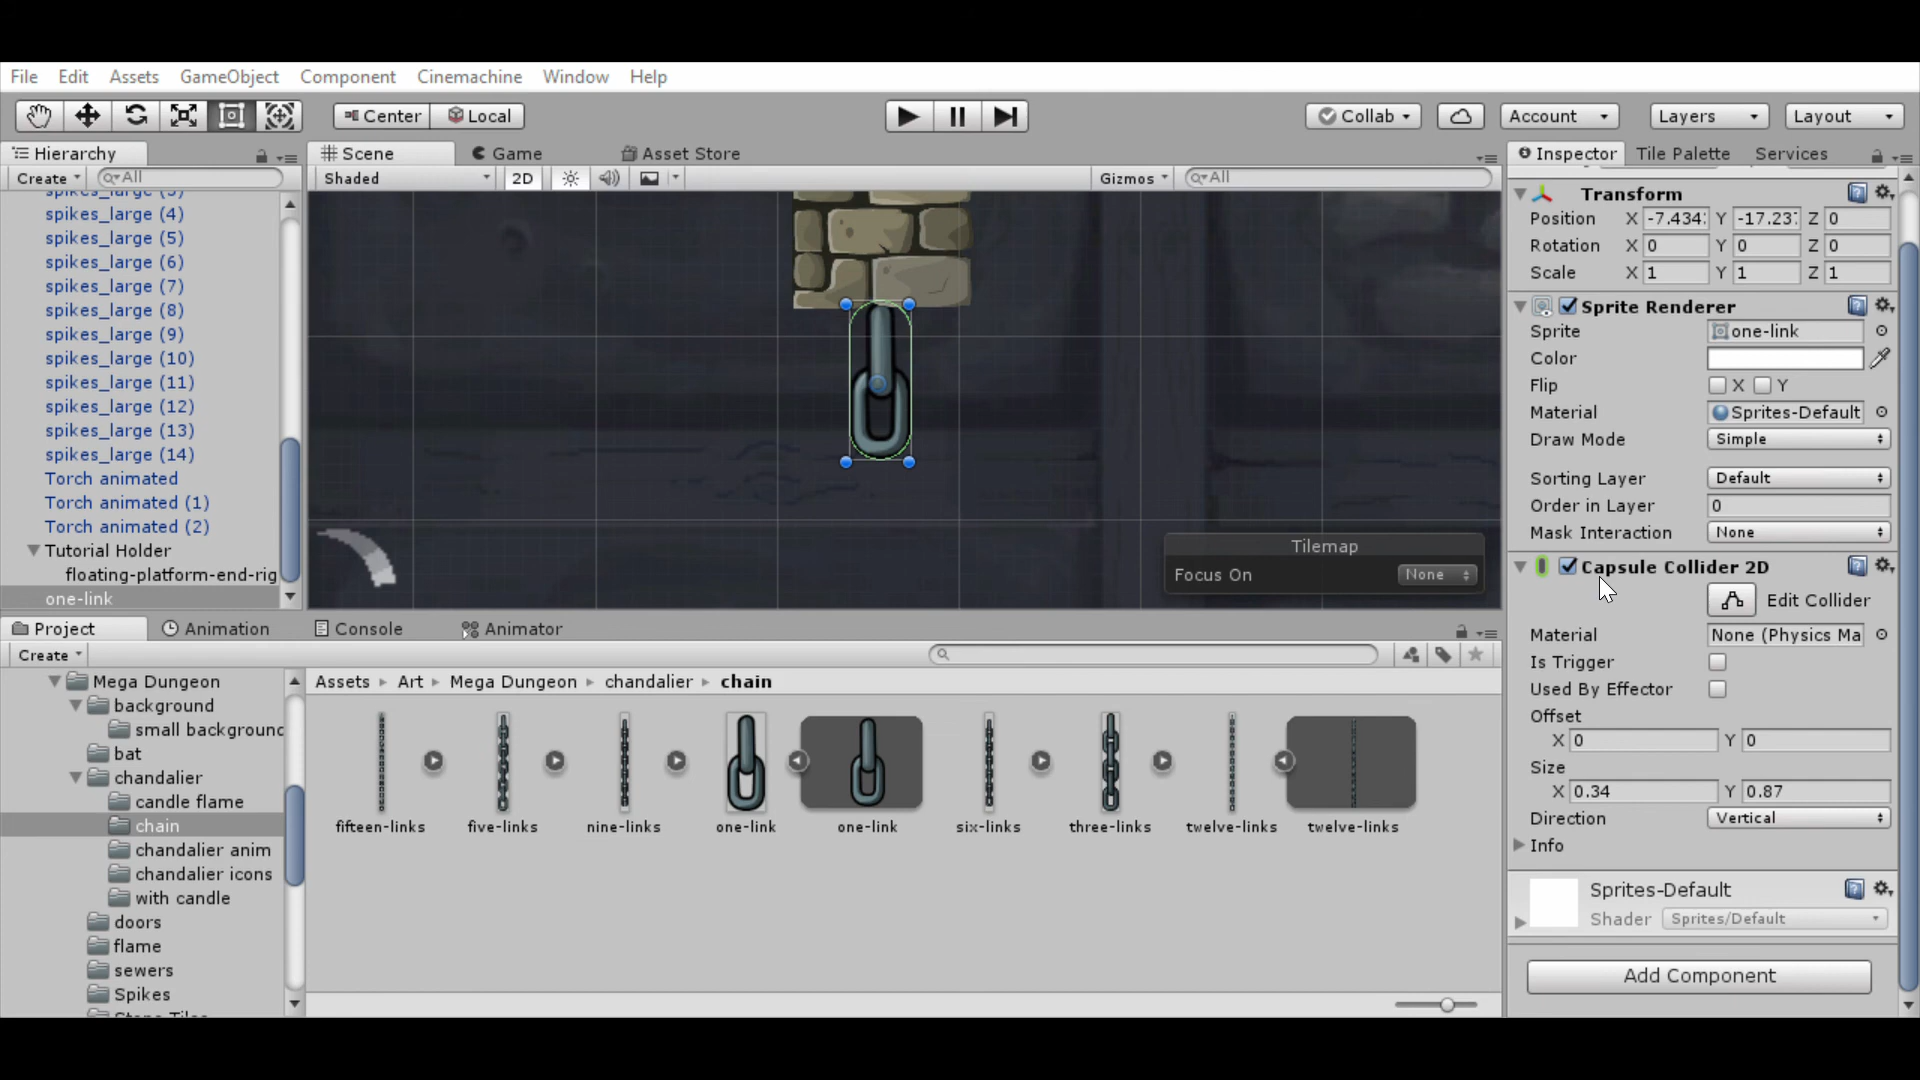 File Edit Assets GameObject Component Cinemachine Window Help
Center Local Collab Account Layers Layout
Hierarchy
Create All
spikes_large (4)
spikes_large (5)
spikes_large (6)
spikes_large (7)
spikes_large (8)
spikes_large (9)
spikes_large (10)
spikes_large (11)
spikes_large (12)
spikes_large (13)
spikes_large (14)
Torch animated
Torch animated (1)
Torch animated (2)
Tutorial Holder
floating-platform-end-rig
one-link
Scene Game Asset Store
Shaded 2D Gizmos All
Tilemap
Focus On None
Inspector Tile Palette Services
Transform
Position X -7.434 Y -17.23 Z 0
Rotation X 0 Y 0 Z 0
Scale X 1 Y 1 Z 1
Sprite Renderer
Sprite one-link
Color
Flip X Y
Material Sprites-Default
Draw Mode Simple
Sorting Layer Default
Order in Layer 0
Mask Interaction None
Capsule Collider 2D
Edit Collider
Material None (Physics Ma
Is Trigger
Used By Effector
Offset
X 0 Y 0
Size
X 0.34 Y 0.87
Direction Vertical
Info
Sprites-Default
Shader Sprites/Default
Add Component
Project Animation Console Animator
Create
Mega Dungeon
background
small background
bat
chandalier
candle flame
chain
chandalier anim
chandalier icons
with candle
doors
flame
sewers
Spikes
Assets Art Mega Dungeon chandalier chain
fifteen-links five-links nine-links one-link one-link six-links three-links twelve-links twelve-links